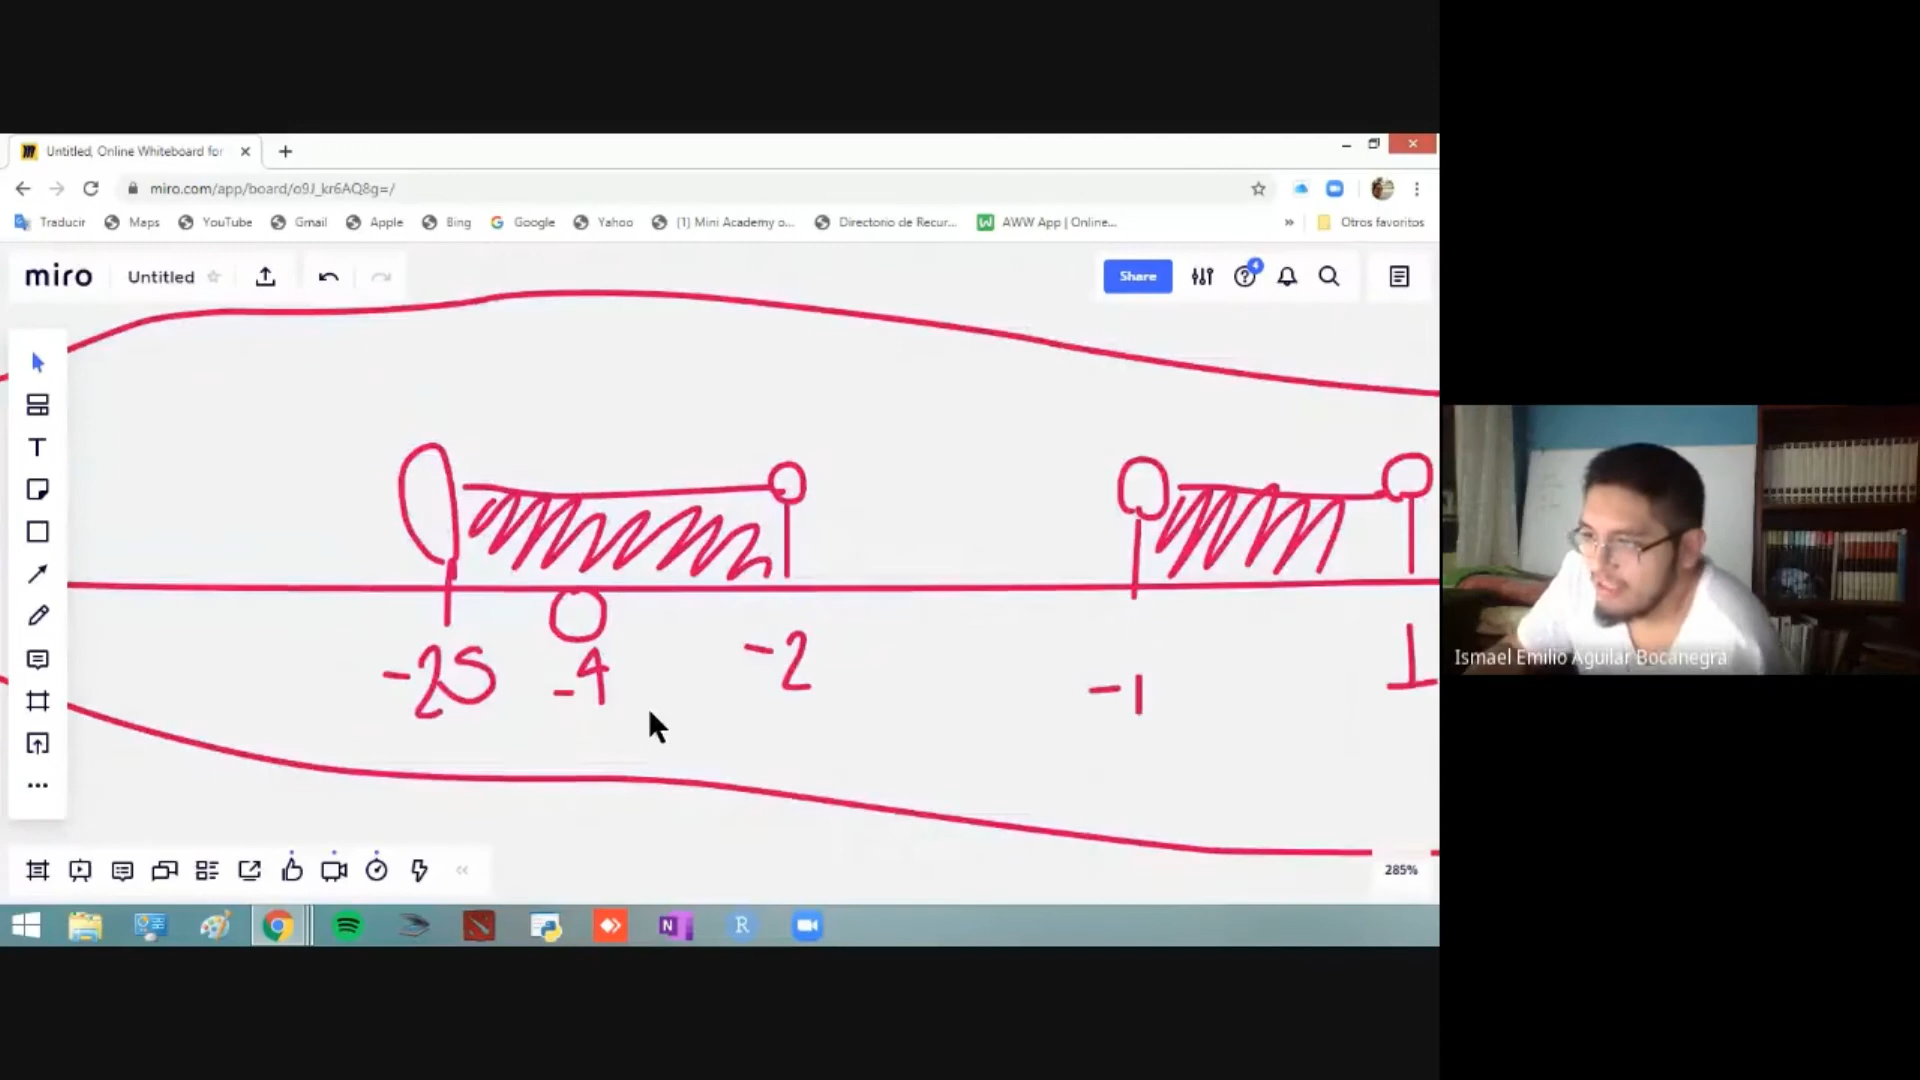 Untitled, Online Whiteboard for
miro.com/app/board/o9J_kr6AQ8g=/
Traducir Maps YouTube Gmail Apple Bing Google Yahoo (1) Mini Academy o... Directorio de Recur... AWW App | Online... » Otros favoritos
miro Untitled Share 4
-25 -4 -2 -1 1
Ismael Emilio Aguilar Bocanegra
285%